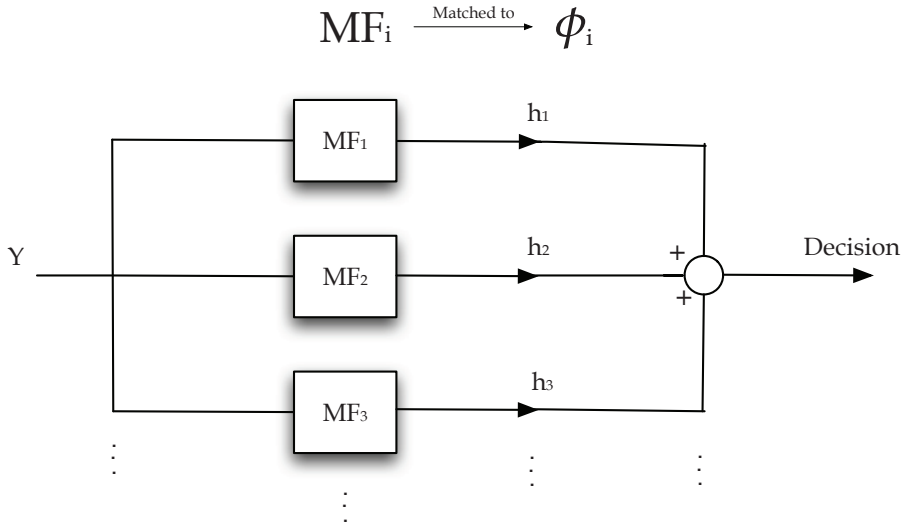 MFi Matched to ϕi
h1
MF1
h2
Y
MF2
+
Decision
+
h3
MF3